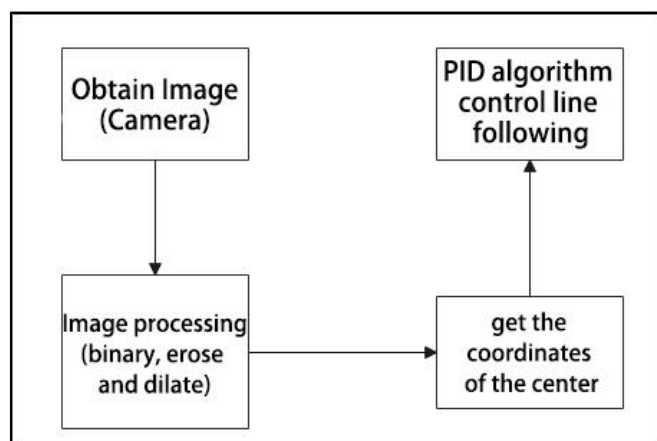 Obtain Image
(Camera)
Image processing
(binary, erose
and dilate)
get the
coordinates
of the center
PID algorithm
control line
following